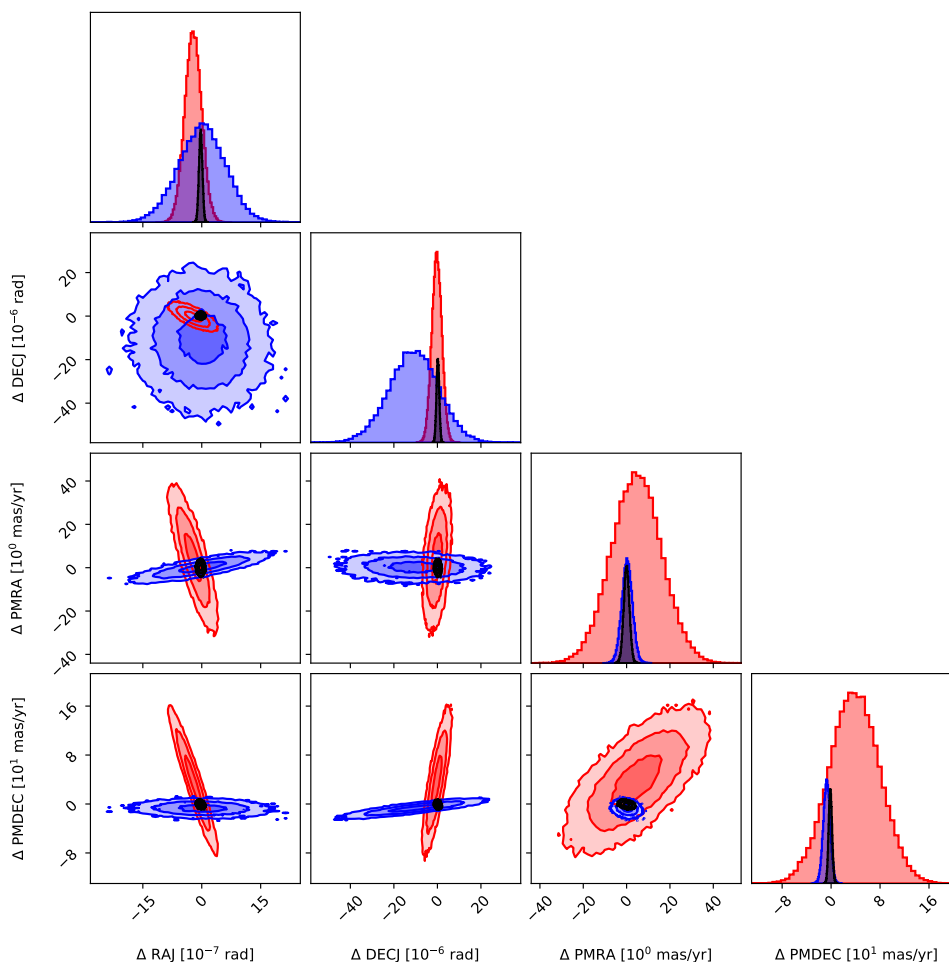 20
0
−20
−40
Δ DECJ [10⁻⁶ rad]
40
20
0
−20
−40
Δ PMRA [10⁰ mas/yr]
16
8
0
−8
Δ PMDEC [10¹ mas/yr]
−15 0 15
−40 −20 0 20
−40 −20 0 20 40
−8 0 8 16
Δ RAJ [10⁻⁷ rad]
Δ DECJ [10⁻⁶ rad]
Δ PMRA [10⁰ mas/yr]
Δ PMDEC [10¹ mas/yr]